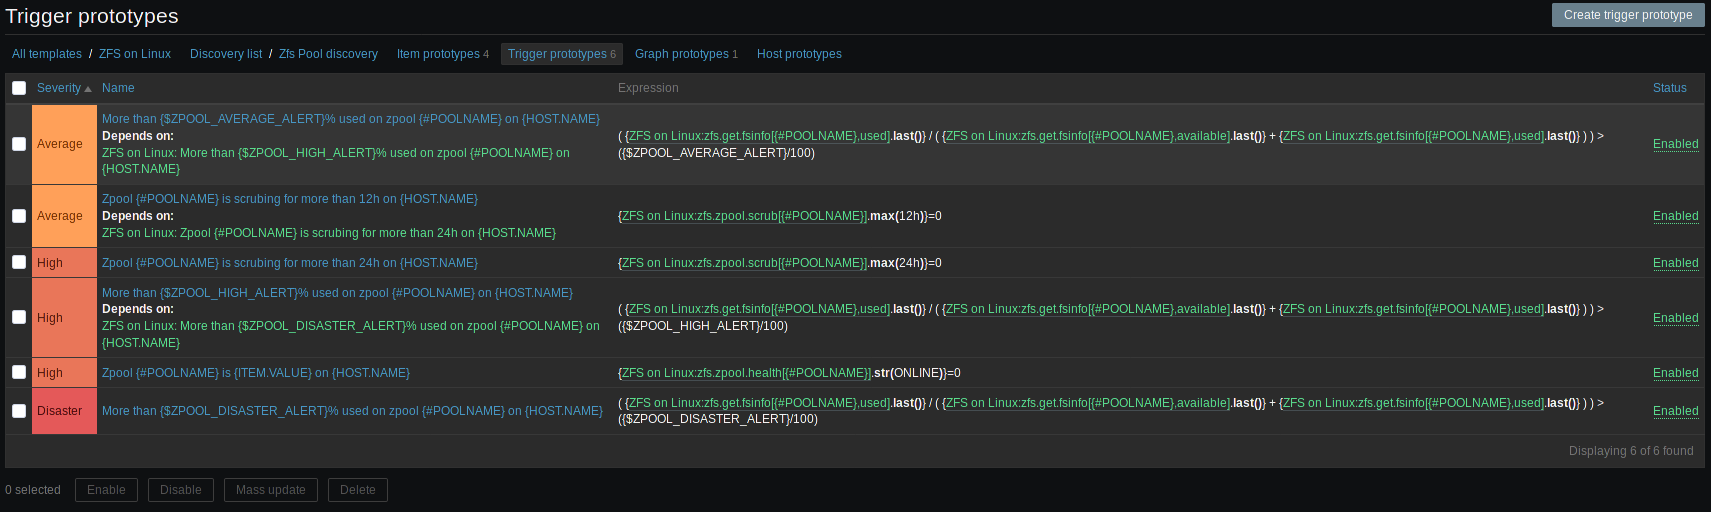 Trigger prototypes
Create trigger prototype
All templates / ZFS on Linux Discovery list / Zfs Pool discovery Item prototypes 4 Trigger prototypes 6 Graph prototypes 1 Host prototypes
Severity Name Expression Status
More than {$ZPOOL_AVERAGE_ALERT}% used on zpool {#POOLNAME} on {HOST.NAME}
Depends on:
ZFS on Linux: More than {$ZPOOL_HIGH_ALERT}% used on zpool {#POOLNAME} on
{HOST.NAME}
Average
( {ZFS on Linux:zfs.get.fsinfo[{#POOLNAME},used].last()} / ( {ZFS on Linux:zfs.get.fsinfo[{#POOLNAME},available].last()} + {ZFS on Linux:zfs.get.fsinfo[{#POOLNAME},used].last()} ) ) >
({$ZPOOL_AVERAGE_ALERT}/100)
Enabled
Zpool {#POOLNAME} is scrubing for more than 12h on {HOST.NAME}
Depends on:
ZFS on Linux: Zpool {#POOLNAME} is scrubing for more than 24h on {HOST.NAME}
Average
{ZFS on Linux:zfs.zpool.scrub[{#POOLNAME}].max(12h)}=0
Enabled
High
Zpool {#POOLNAME} is scrubing for more than 24h on {HOST.NAME}
{ZFS on Linux:zfs.zpool.scrub[{#POOLNAME}].max(24h)}=0
Enabled
More than {$ZPOOL_HIGH_ALERT}% used on zpool {#POOLNAME} on {HOST.NAME}
Depends on:
ZFS on Linux: More than {$ZPOOL_DISASTER_ALERT}% used on zpool {#POOLNAME} on
{HOST.NAME}
High
( {ZFS on Linux:zfs.get.fsinfo[{#POOLNAME},used].last()} / ( {ZFS on Linux:zfs.get.fsinfo[{#POOLNAME},available].last()} + {ZFS on Linux:zfs.get.fsinfo[{#POOLNAME},used].last()} ) ) >
({$ZPOOL_HIGH_ALERT}/100)
Enabled
High
Zpool {#POOLNAME} is {ITEM.VALUE} on {HOST.NAME}
{ZFS on Linux:zfs.zpool.health[{#POOLNAME}].str(ONLINE)}=0
Enabled
Disaster
More than {$ZPOOL_DISASTER_ALERT}% used on zpool {#POOLNAME} on {HOST.NAME}
( {ZFS on Linux:zfs.get.fsinfo[{#POOLNAME},used].last()} / ( {ZFS on Linux:zfs.get.fsinfo[{#POOLNAME},available].last()} + {ZFS on Linux:zfs.get.fsinfo[{#POOLNAME},used].last()} ) ) >
({$ZPOOL_DISASTER_ALERT}/100)
Enabled
Displaying 6 of 6 found
0 selected Enable Disable Mass update Delete